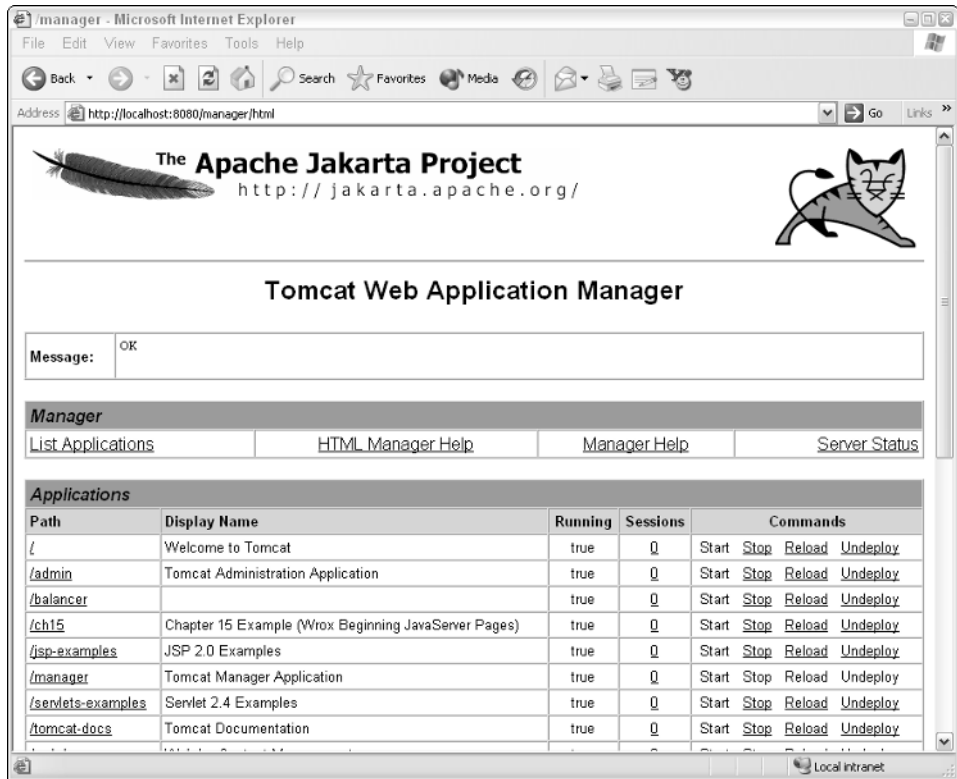 /manager - Microsoft Internet Explorer
File Edit View Favorites Tools Help
Back Search Favorites Media
Address http://localhost:8080/manager/html Go Links »
The Apache Jakarta Project
http://jakarta.apache.org/
Tomcat Web Application Manager
Message: OK
Manager
List Applications HTML Manager Help Manager Help Server Status
Applications
Path Display Name Running Sessions Commands
/ Welcome to Tomcat true 0 Start Stop Reload Undeploy
/admin Tomcat Administration Application true 0 Start Stop Reload Undeploy
/balancer true 0 Start Stop Reload Undeploy
/ch15 Chapter 15 Example (Wrox Beginning JavaServer Pages) true 0 Start Stop Reload Undeploy
/jsp-examples JSP 2.0 Examples true 0 Start Stop Reload Undeploy
/manager Tomcat Manager Application true 0 Start Stop Reload Undeploy
/servlets-examples Servlet 2.4 Examples true 0 Start Stop Reload Undeploy
/tomcat-docs Tomcat Documentation true 0 Start Stop Reload Undeploy
Local intranet